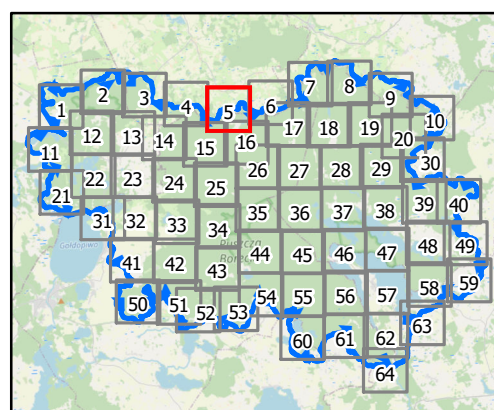 1 2 3 4 5 6 7 8 9 10
11 12 13 14 15 16 17 18 19 20
21 22 23 24 25 26 27 28 29 30
31 32 33 34 35 36 37 38 39 40
41 42 43 44 45 46 47 48 49
50 51 52 53 54 55 56 57 58 59
60 61 62 63
64
Gołdopiwo
Puszcza
Borecka